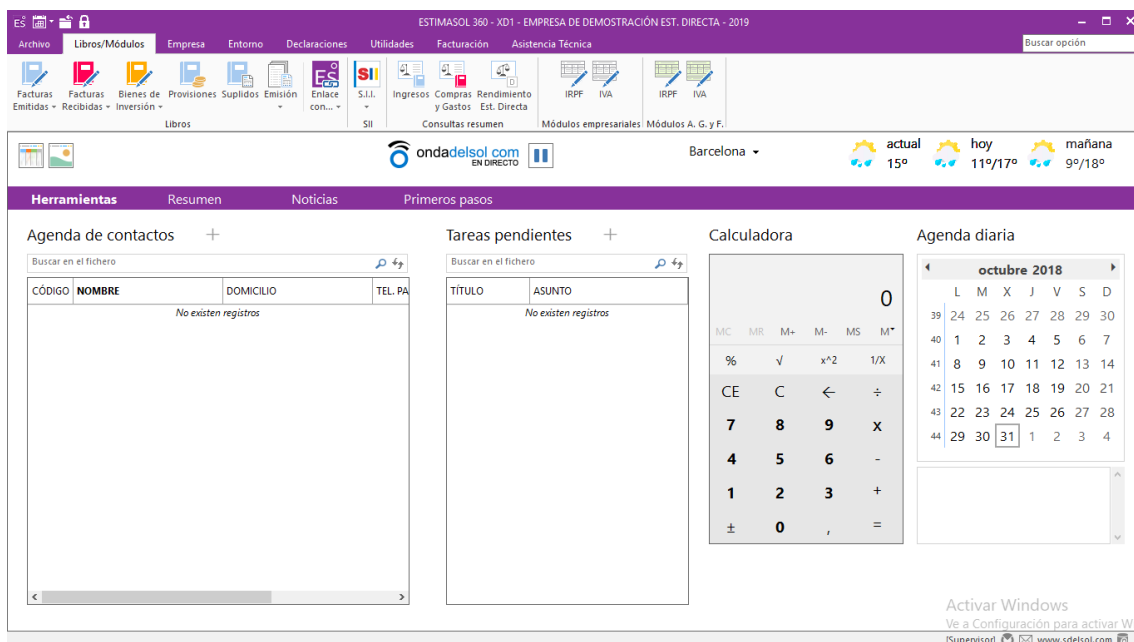 ESTIMASOL 360 - XD1 - EMPRESA DE DEMOSTRACIÓN EST. DIRECTA - 2019
Archivo Libros/Módulos Empresa Entorno Declaraciones Utilidades Facturación Asistencia Técnica
Buscar opción
Facturas Emitidas
Facturas Recibidas
Bienes de Inversión
Provisiones
Suplidos
Emisión
Enlace con...
S.I.I.
Ingresos
Compras y Gastos
Rendimiento Est. Directa
IRPF IVA
IRPF IVA
Libros SII Consultas resumen Módulos empresariales Módulos A. G. y F.
ondadelsol com
EN DIRECTO
Barcelona
actual
15º
hoy
11º/17º
mañana
9º/18º
Herramientas Resumen Noticias Primeros pasos
Agenda de contactos +
Buscar en el fichero
CÓDIGO NOMBRE DOMICILIO TEL. PA
No existen registros
Tareas pendientes +
Buscar en el fichero
TÍTULO ASUNTO
No existen registros
Calculadora
0
MC MR M+ M- MS M
% √ x^2 1/X
CE C ← ÷
7 8 9 x
4 5 6 -
1 2 3 +
± 0 , =
Agenda diaria
octubre 2018
L M X J V S D
39 24 25 26 27 28 29 30
40 1 2 3 4 5 6 7
41 8 9 10 11 12 13 14
42 15 16 17 18 19 20 21
43 22 23 24 25 26 27 28
44 29 30 31 1 2 3 4
Activar Windows
Ve a Configuración para activar W
[Supervisor] www.sdelsol.com